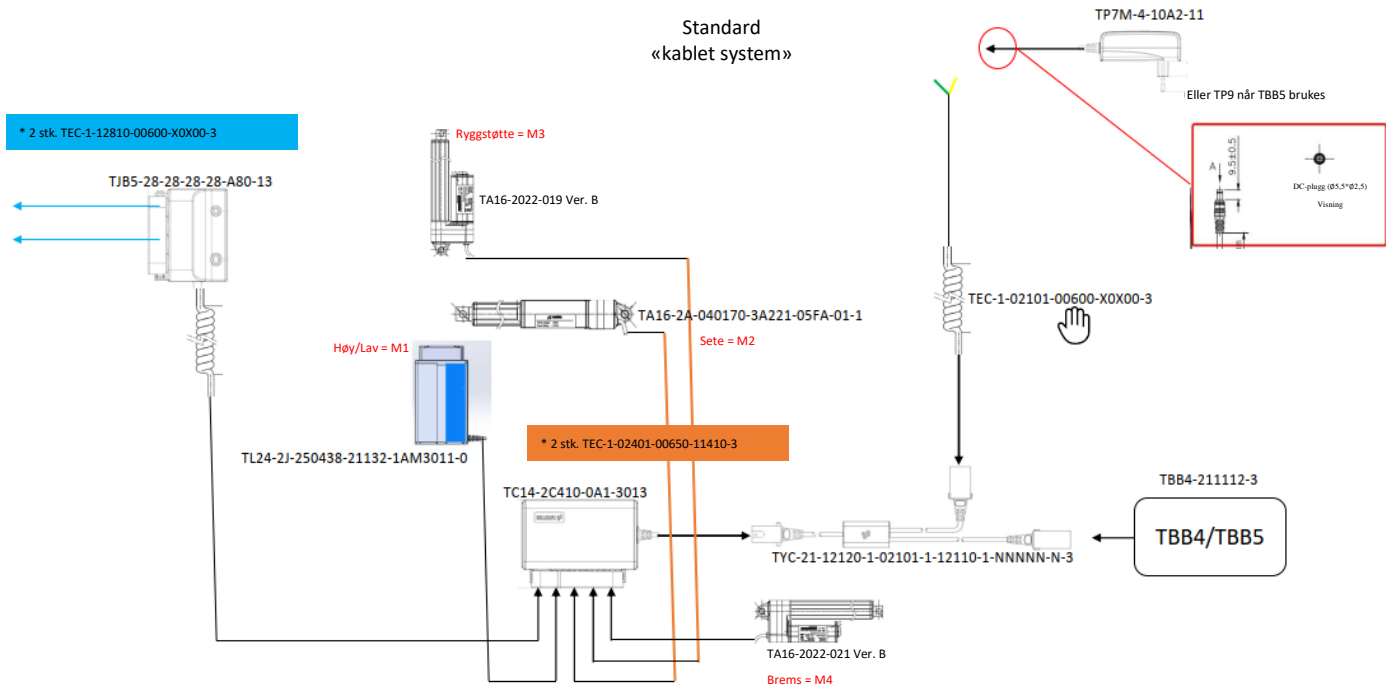 Standard
«kablet system»
TP7M-4-10A2-11
Eller TP9 når TBB5 brukes
9.5±0.5
A
DC-plugg (Ø5,5*Ø2,5)
Visning
* 2 stk. TEC-1-12810-00600-X0X00-3
TJB5-28-28-28-28-A80-13
Ryggstøtte = M3
TA16-2022-019 Ver. B
TA16-2A-040170-3A221-05FA-01-1
Sete = M2
TEC-1-02101-00600-X0X00-3
Høy/Lav = M1
TL24-2J-250438-21132-1AM3011-0
* 2 stk. TEC-1-02401-00650-11410-3
TC14-2C410-0A1-3013
TBB4-211112-3
TBB4/TBB5
TYC-21-12120-1-02101-1-12110-1-NNNNN-N-3
TA16-2022-021 Ver. B
Brems = M4